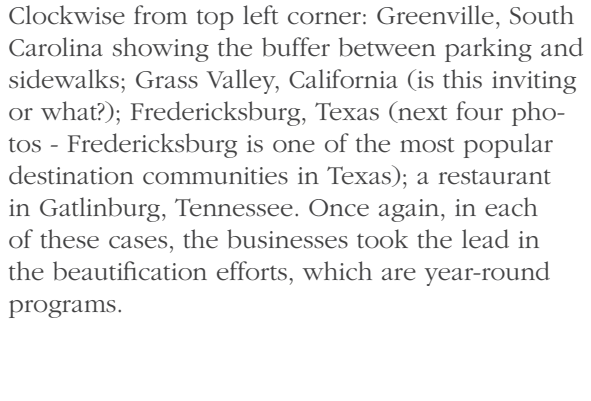 Clockwise from top left corner: Greenville, South
Carolina showing the buffer between parking and
sidewalks; Grass Valley, California (is this inviting
or what?); Fredericksburg, Texas (next four pho-
tos - Fredericksburg is one of the most popular
destination communities in Texas); a restaurant
in Gatlinburg, Tennessee. Once again, in each
of these cases, the businesses took the lead in
the beautification efforts, which are year-round
programs.